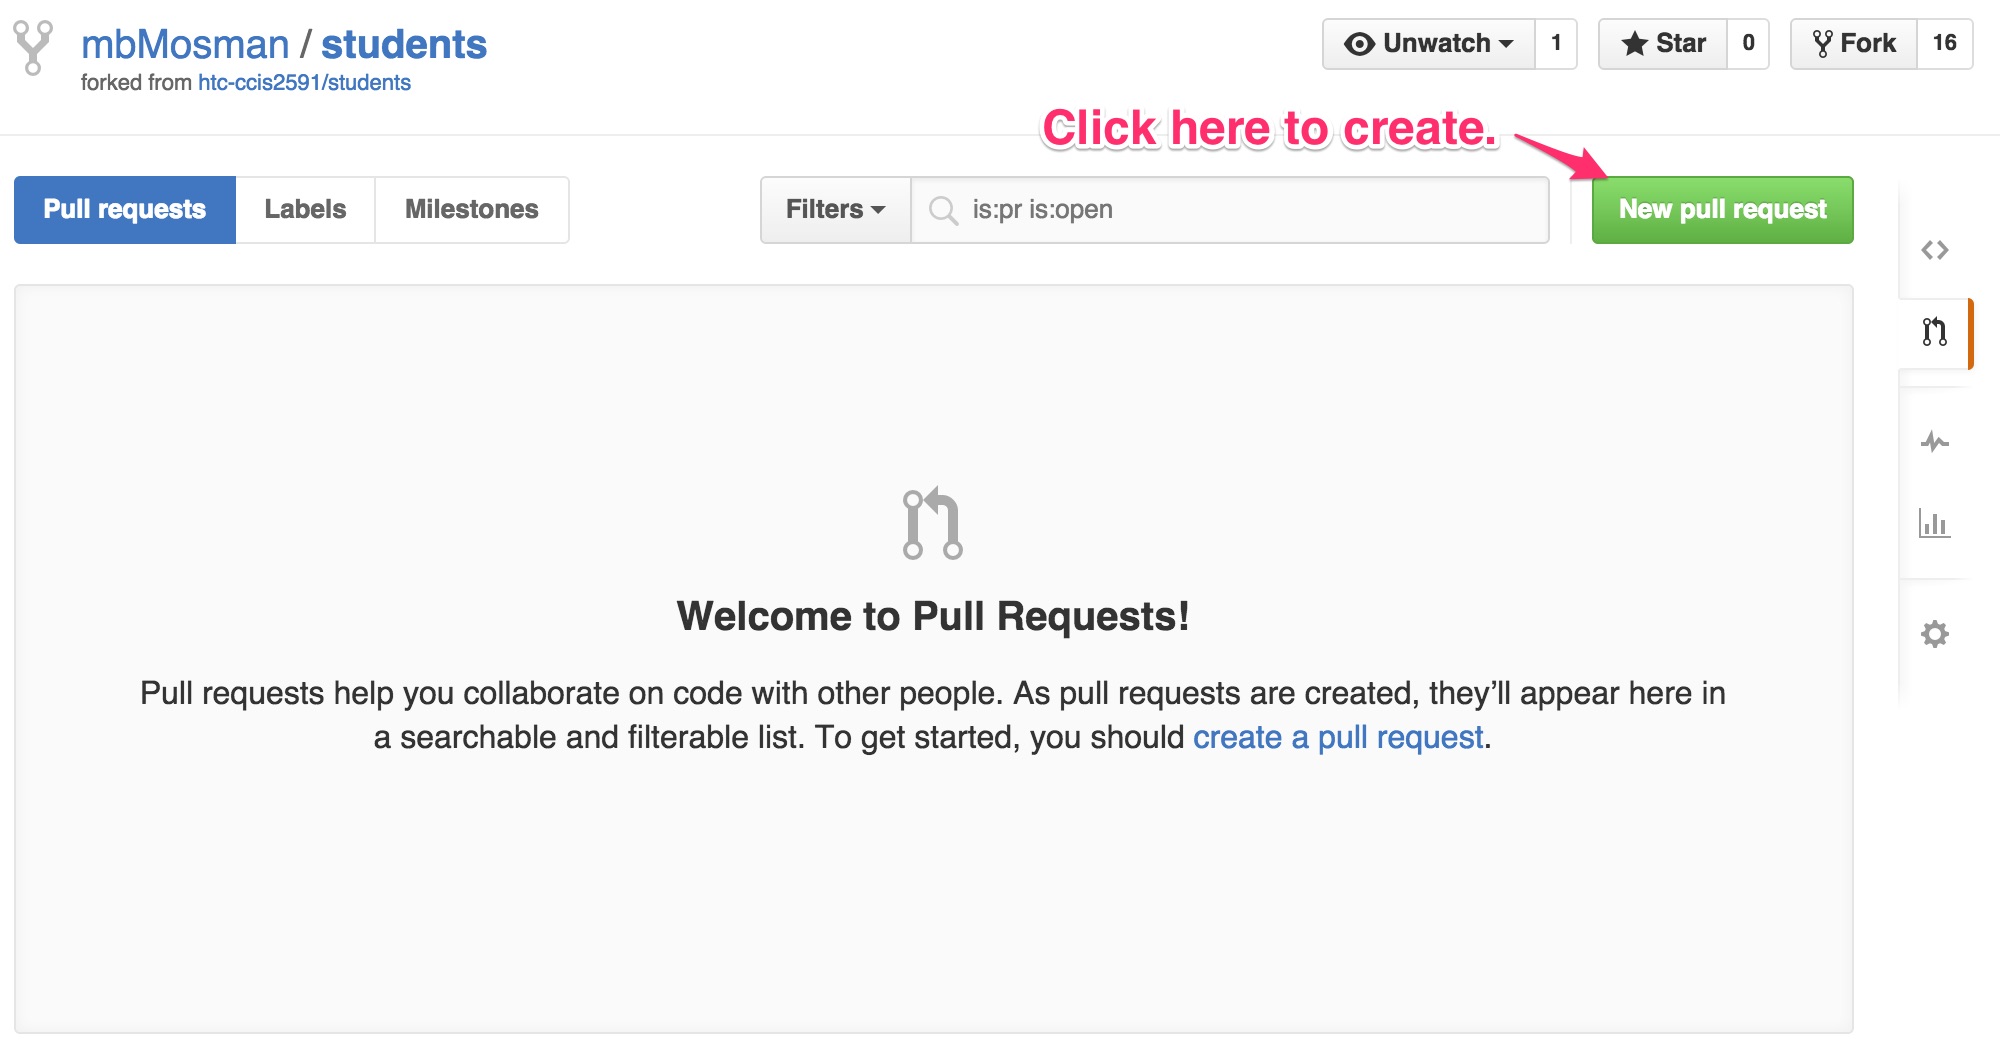 mbMosman / students
forked from htc-ccis2591/students
Unwatch 1
Star 0
Fork 16
Click here to create.
Pull requests
Labels
Milestones
Filters
is:pr is:open
New pull request
Welcome to Pull Requests!
Pull requests help you collaborate on code with other people. As pull requests are created, they’ll appear here in
a searchable and filterable list. To get started, you should create a pull request.